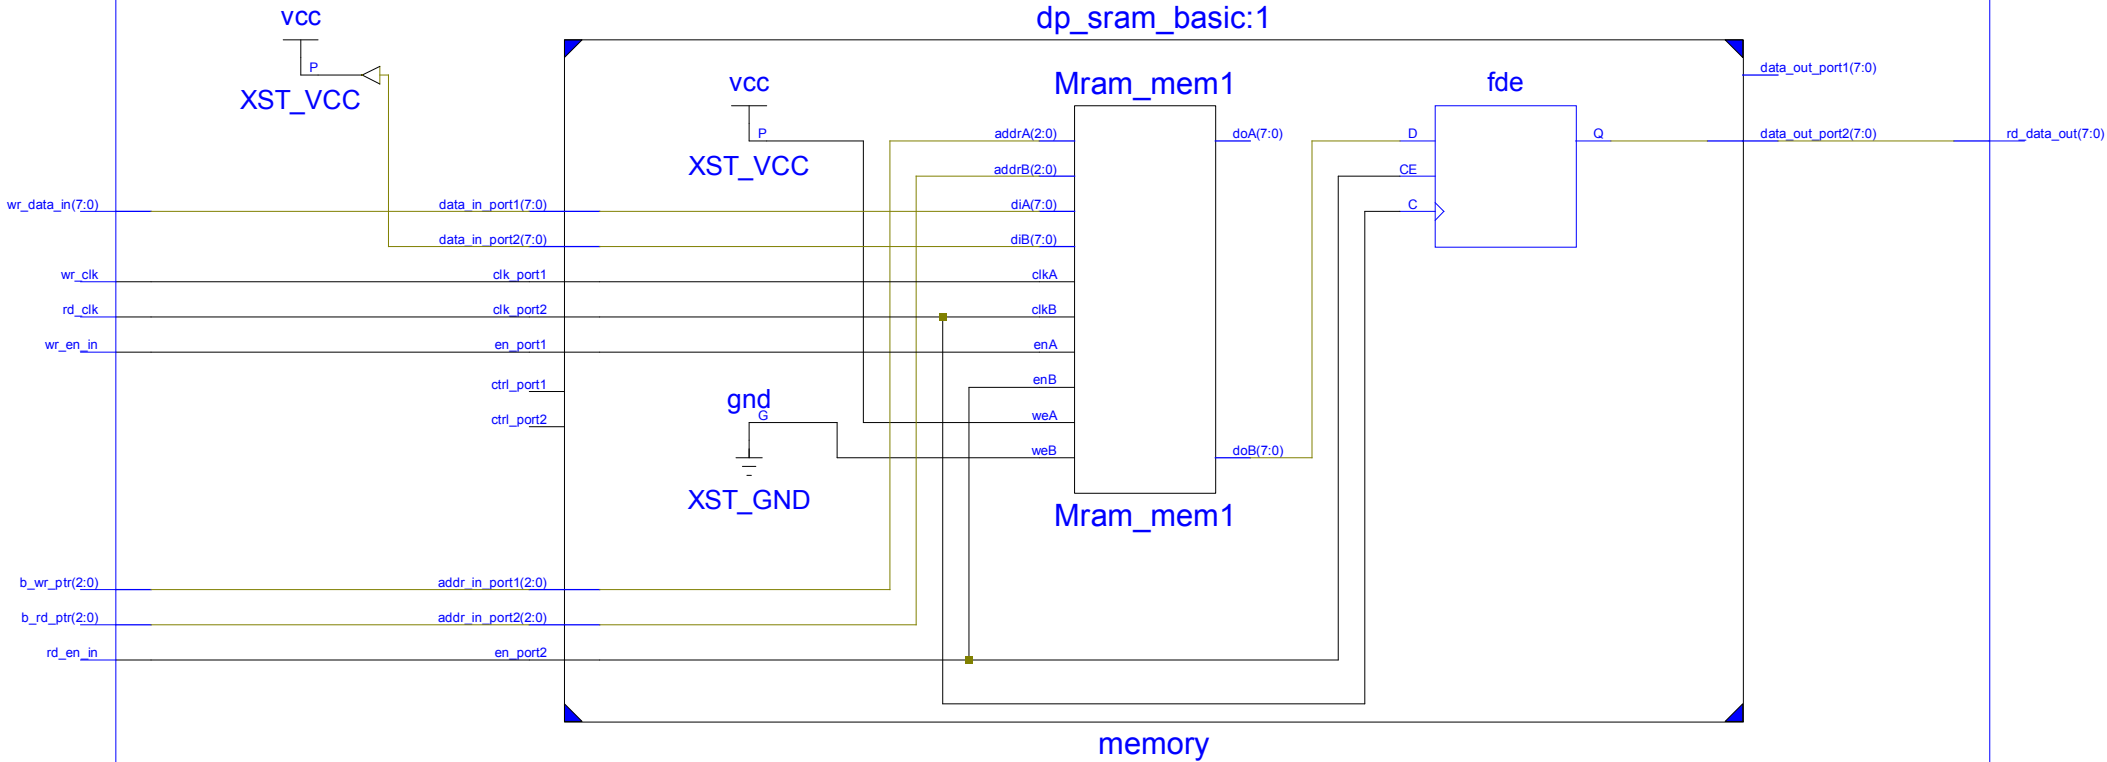 vcc
P
XST_VCC
dp_sram_basic:1
vcc
P
XST_VCC
Mram_mem1
fde
data_out_port1(7:0)
addrA(2:0)
doA(7:0)
D
Q
data_out_port2(7:0)
rd_data_out(7:0)
addrB(2:0)
CE
wr_data_in(7:0)
data_in_port1(7:0)
diA(7:0)
C
data_in_port2(7:0)
diB(7:0)
wr_clk
clk_port1
clkA
rd_clk
clk_port2
clkB
wr_en_in
en_port1
enA
ctrl_port1
enB
gnd
G
ctrl_port2
weA
weB
doB(7:0)
XST_GND
Mram_mem1
b_wr_ptr(2:0)
addr_in_port1(2:0)
b_rd_ptr(2:0)
addr_in_port2(2:0)
rd_en_in
en_port2
memory